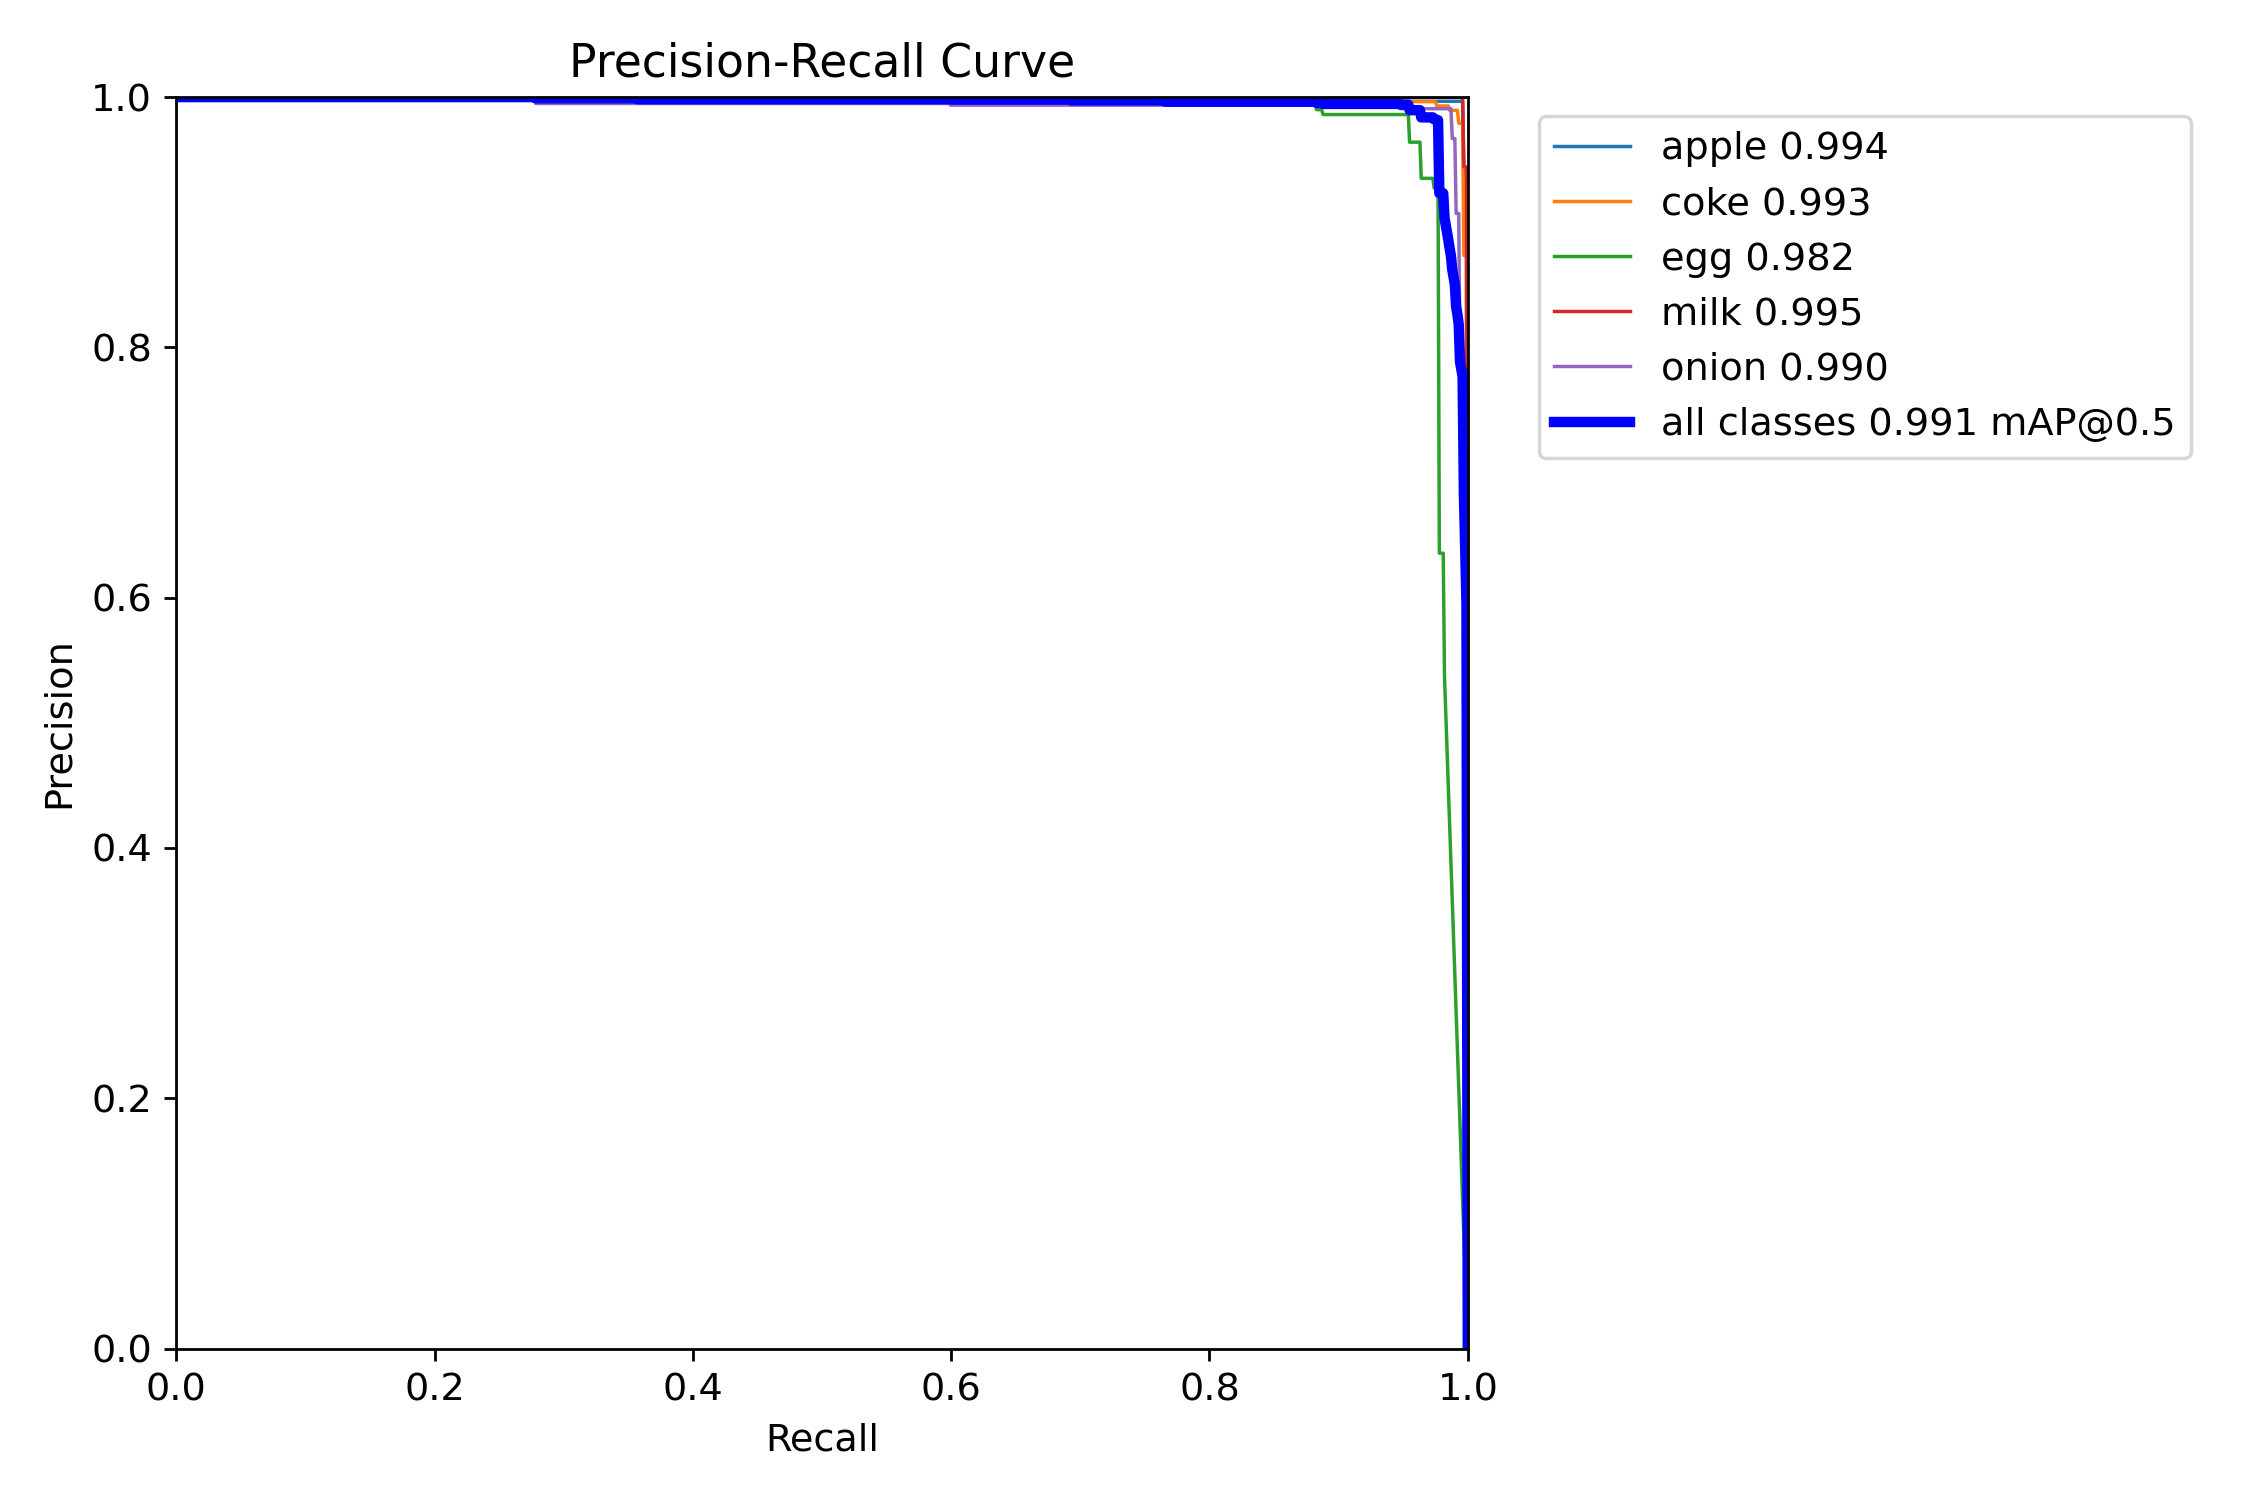 Precision-Recall Curve
1.0
0.8
0.6
0.4
0.2
0.0
Precision
0.0 0.2 0.4 0.6 0.8 1.0
Recall
apple 0.994
coke 0.993
egg 0.982
milk 0.995
onion 0.990
all classes 0.991 mAP@0.5